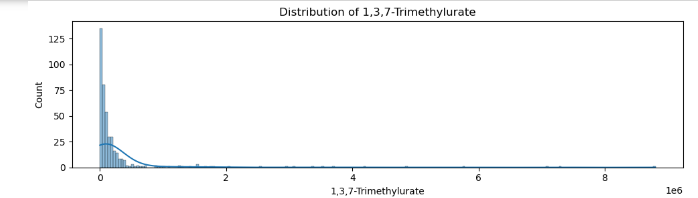 Distribution of 1,3,7-Trimethylurate
Count
125
100
75
50
25
0
0 2 4 6 8
1e6
1,3,7-Trimethylurate